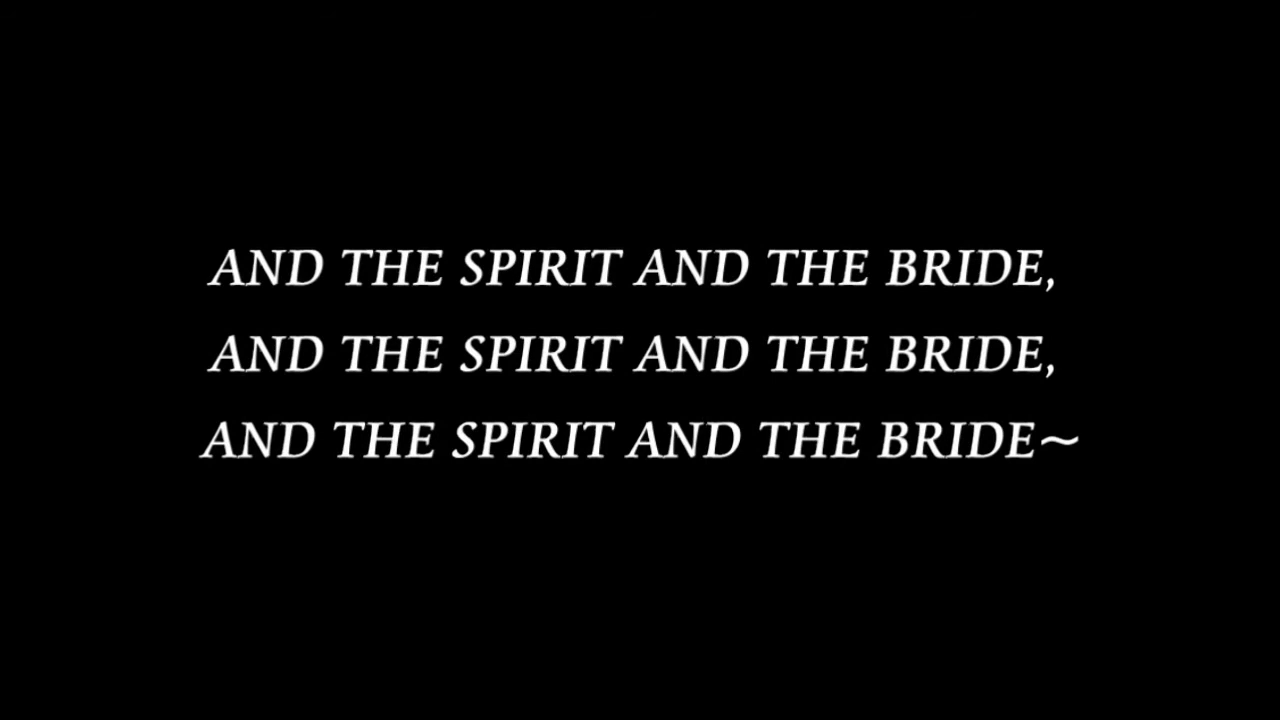 AND THE SPIRIT AND THE BRIDE,
AND THE SPIRIT AND THE BRIDE,
AND THE SPIRIT AND THE BRIDE~